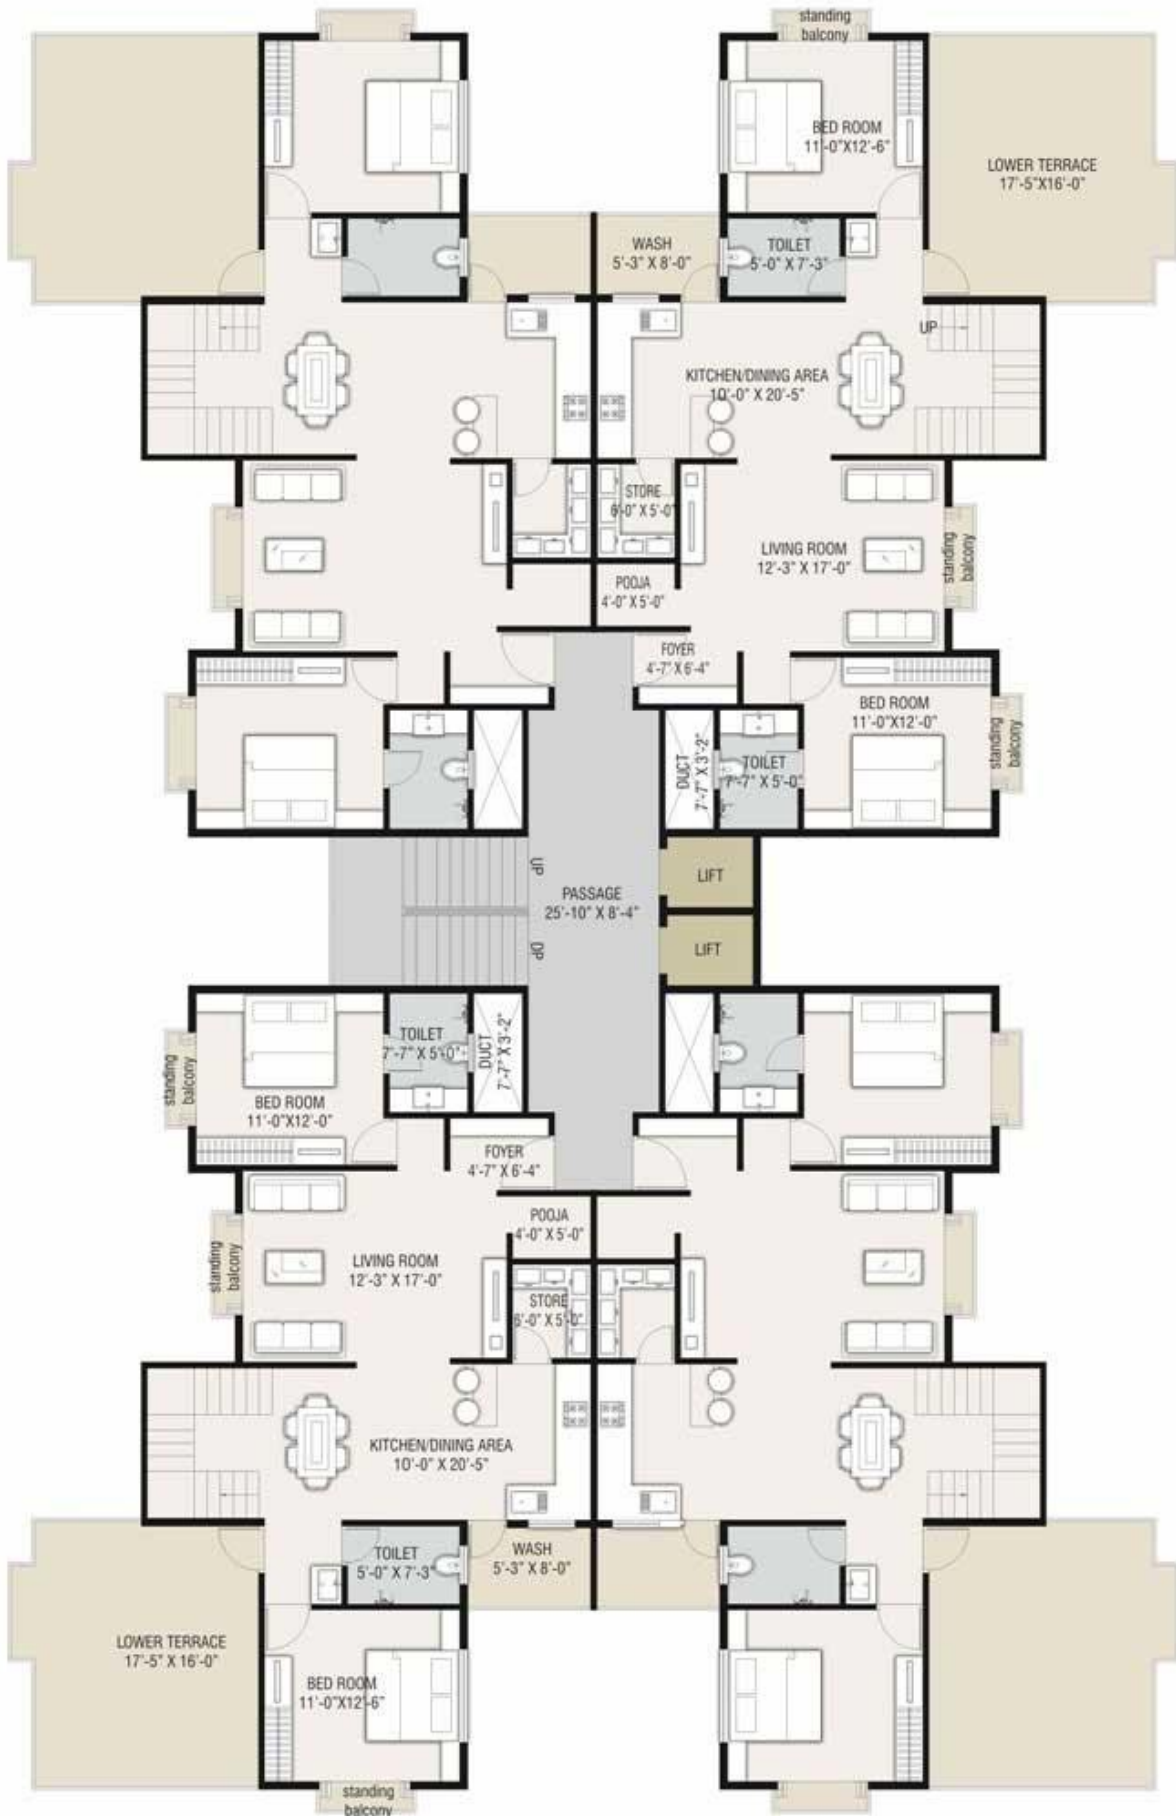 standing
balcony
BED ROOM
11'-0"X12'-6"
LOWER TERRACE
17'-5"X16'-0"
WASH
5'-3" X 8'-0"
TOILET
5'-0" X 7'-3"
UP
KITCHEN/DINING AREA
10'-0" X 20'-5"
STORE
6'-0" X 5'-0"
LIVING ROOM
12'-3" X 17'-0"
standing
balcony
POOJA
4'-0" X 5'-0"
FOYER
4'-7" X 6'-4"
BED ROOM
11'-0"X12'-0"
standing
balcony
DUCT
7'-7" X 3'-2"
TOILET
7'-7" X 5'-0"
UP
PASSAGE
25'-10" X 8'-4"
LIFT
DP
LIFT
TOILET
7'-7" X 5'-0"
DUCT
7'-7" X 3'-2"
standing
balcony
BED ROOM
11'-0"X12'-0"
FOYER
4'-7" X 6'-4"
POOJA
4'-0" X 5'-0"
standing
balcony
LIVING ROOM
12'-3" X 17'-0"
STORE
6'-0" X 5'-0"
KITCHEN/DINING AREA
10'-0" X 20'-5"
TOILET
5'-0" X 7'-3"
WASH
5'-3" X 8'-0"
LOWER TERRACE
17'-5" X 16'-0"
BED ROOM
11'-0"X12'-6"
standing
balcony